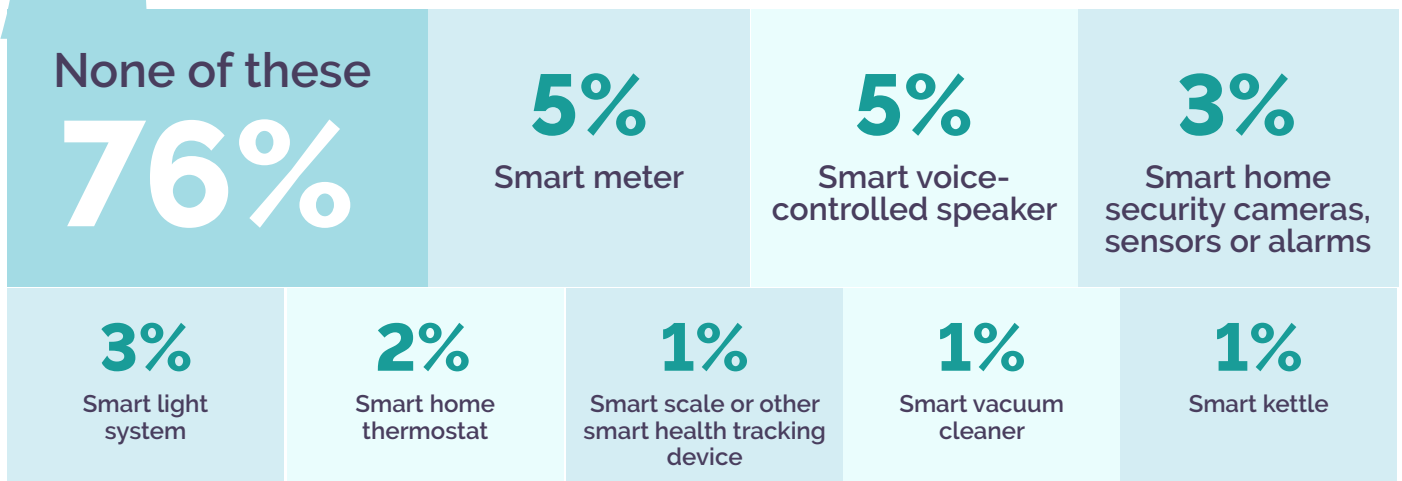 None of these
76%
5%
Smart meter
5%
Smart voice-
controlled speaker
3%
Smart home
security cameras,
sensors or alarms
3%
Smart light
system
2%
Smart home
thermostat
1%
Smart scale or other
smart health tracking
device
1%
Smart vacuum
cleaner
1%
Smart kettle